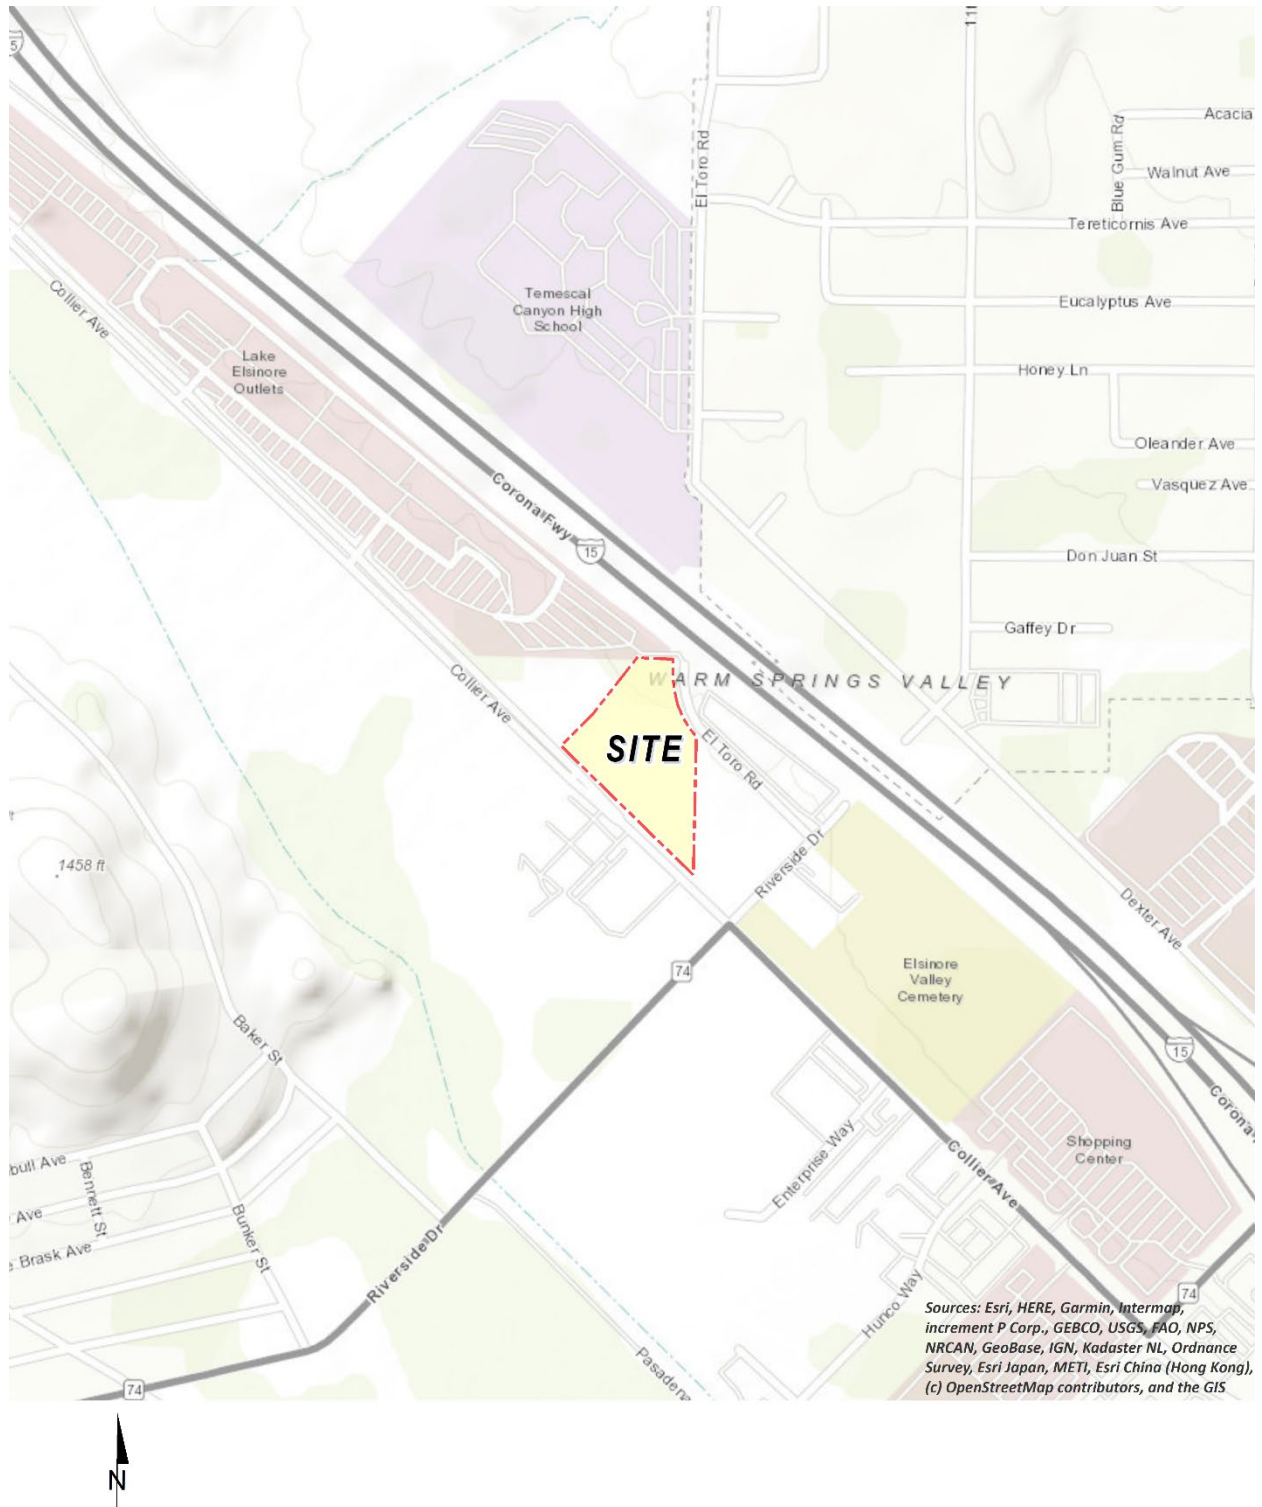 5
11t
Acacia
Blue Gum Rd
El Toro Rd
Walnut Ave
Tereticornis Ave
Collier Ave
Temescal
Canyon High
School
Eucalyptus Ave
Lake
Elsinore
Outlets
Honey Ln
Oleander Ave
Corona Fwy
Vasquez Ave
15
Don Juan St
Gaffey Dr
Collier Ave
WARM SPRINGS VALLEY
SITE
El Toro Rd
1458 ft
Riverside Dr
Dexter Ave
74
Elsinore
Valley
Cemetery
Baker St
15
Corona
Enterprise Way
Shopping
Center
Collier Ave
bull Ave
Bennett St
Ave
Bunker St
Brask Ave
Riverside Dr
Hunco Way
74
Pasadena
74
Sources: Esri, HERE, Garmin, Intermap,
increment P Corp., GEBCO, USGS, FAO, NPS,
NRCAN, GeoBase, IGN, Kadaster NL, Ordnance
Survey, Esri Japan, METI, Esri China (Hong Kong),
(c) OpenStreetMap contributors, and the GIS
N